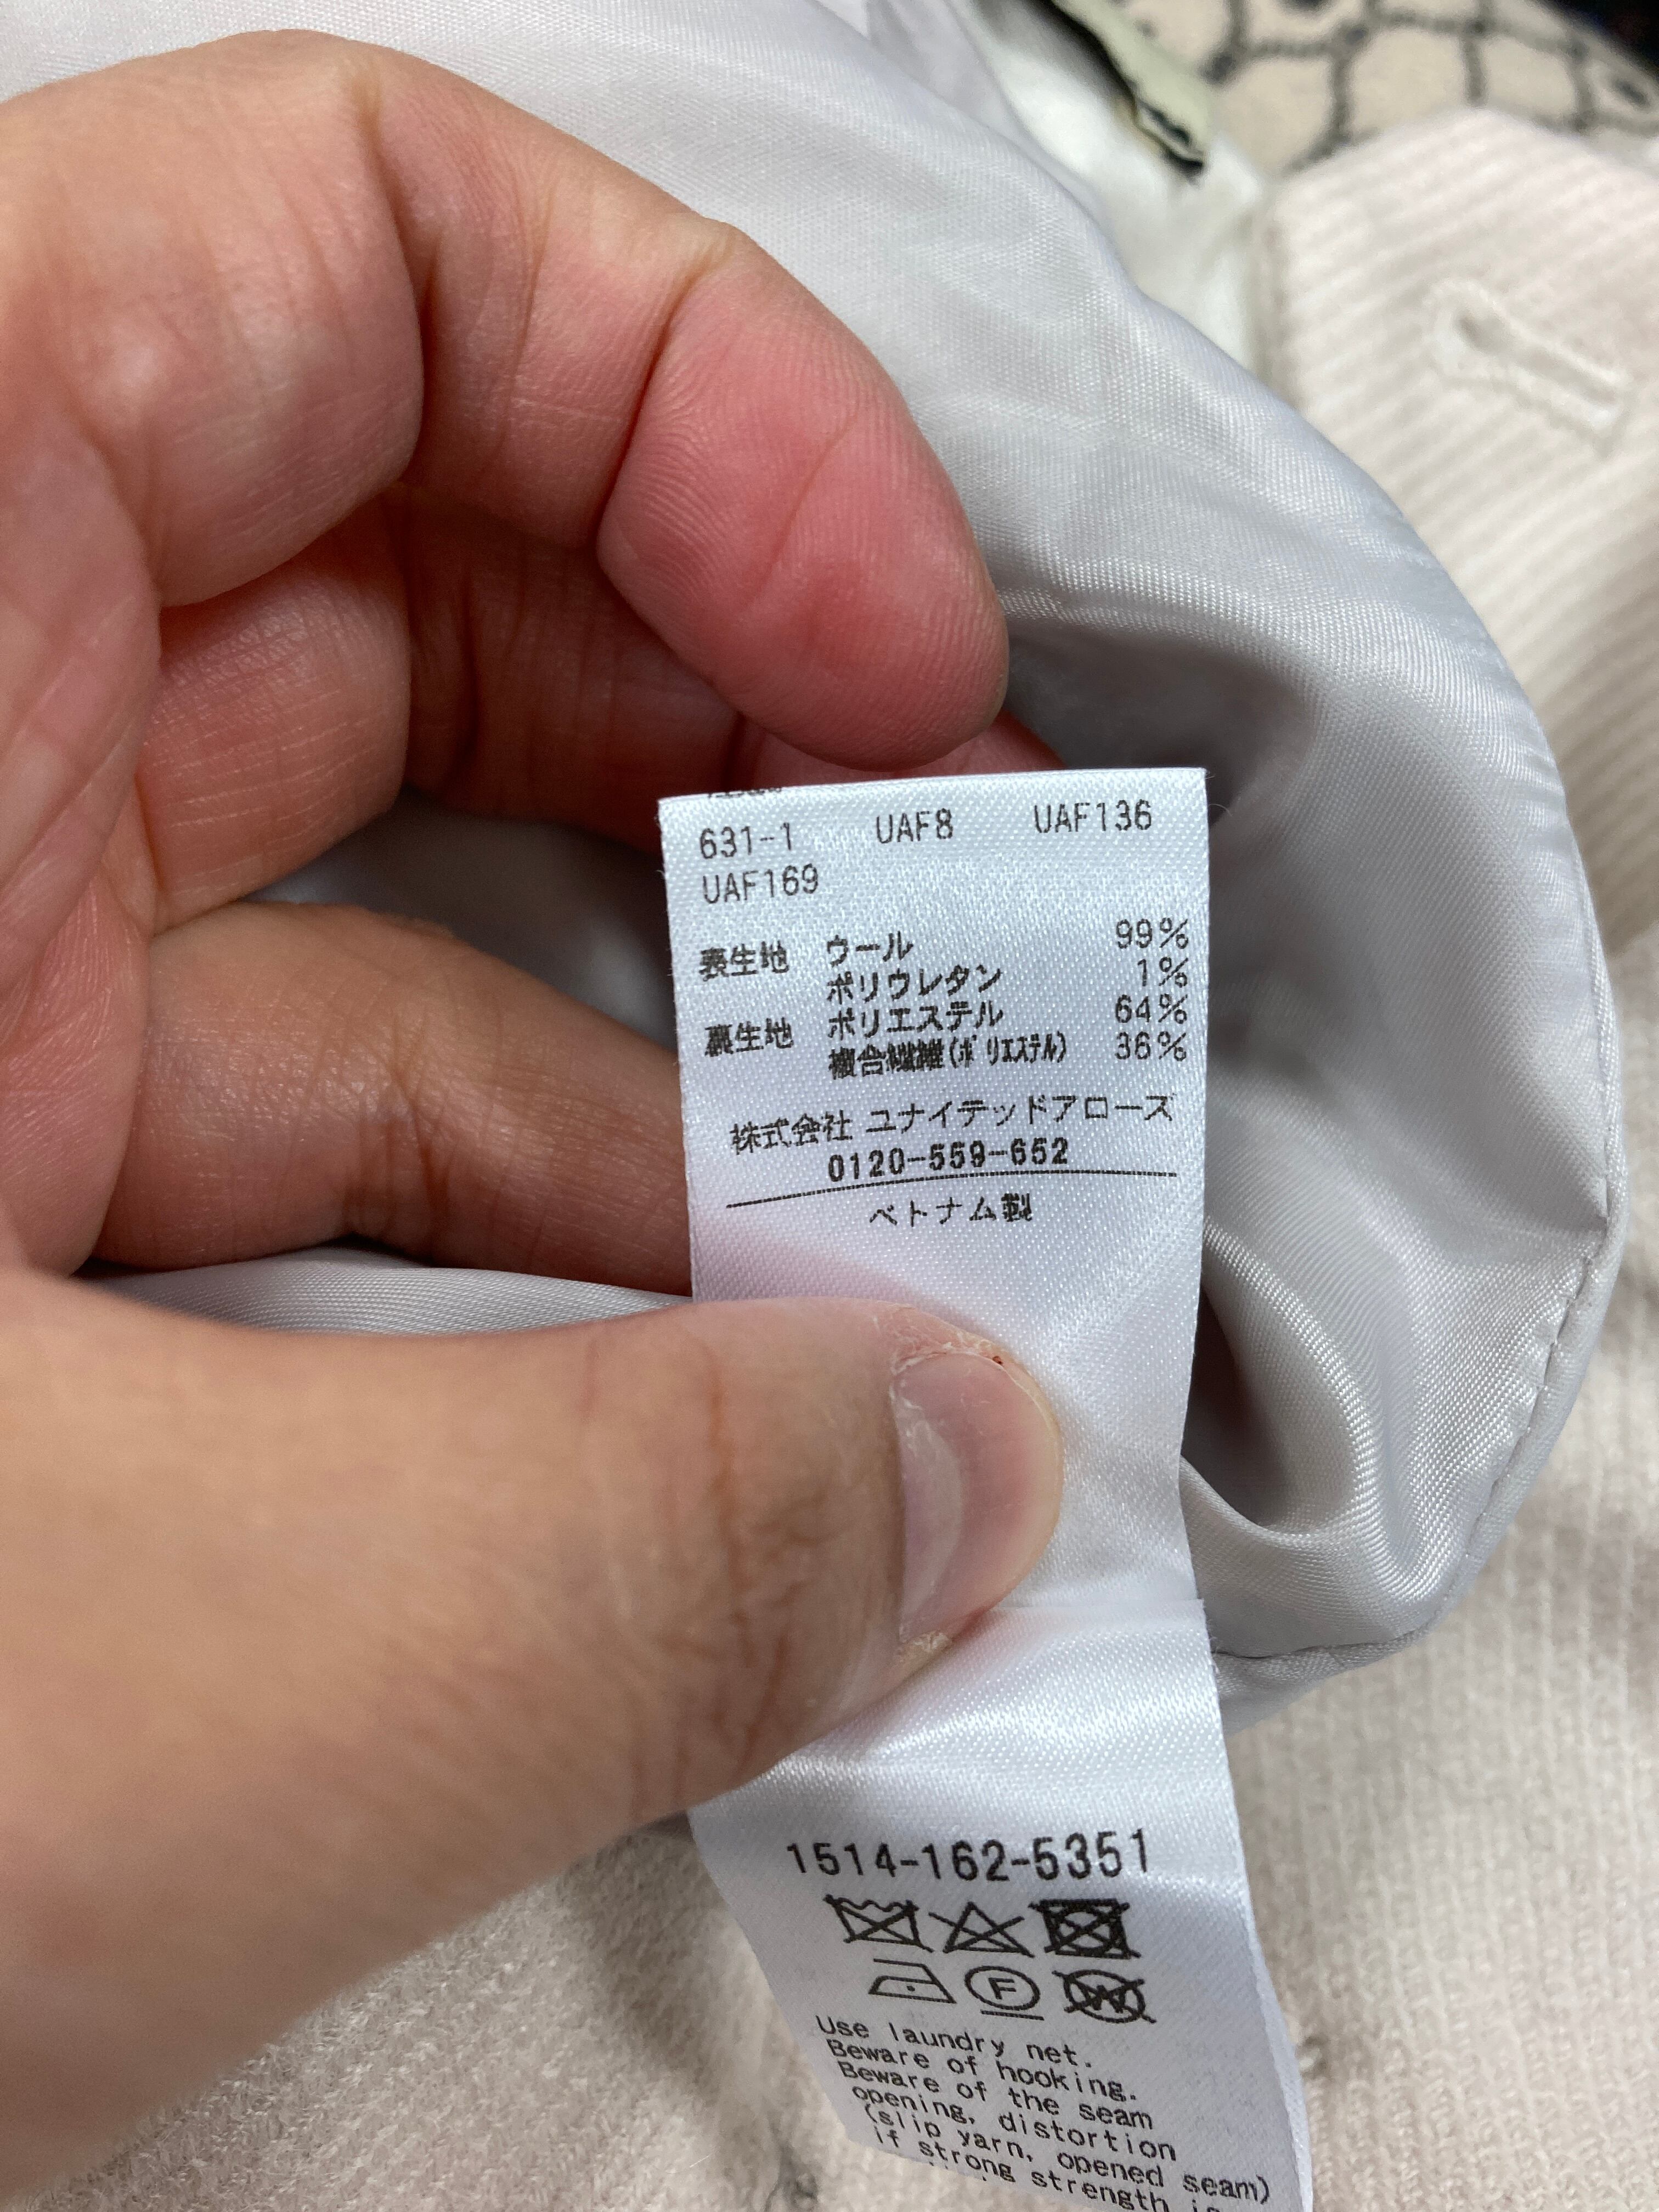 631-1 UAF8 UAF136
UAF169
表生地 ウール 99%
ポリウレタン 1%
裏生地 ポリエステル 64%
複合繊維(ポリエステル) 36%
株式会社 ユナイテッドアローズ
0120-559-652
ベトナム製
1514-162-5351
F
W
Use laundry net.
Beware of hooking.
Beware of the seam
opening, distortion
(slip yarn, opened seam)
if strong strength is